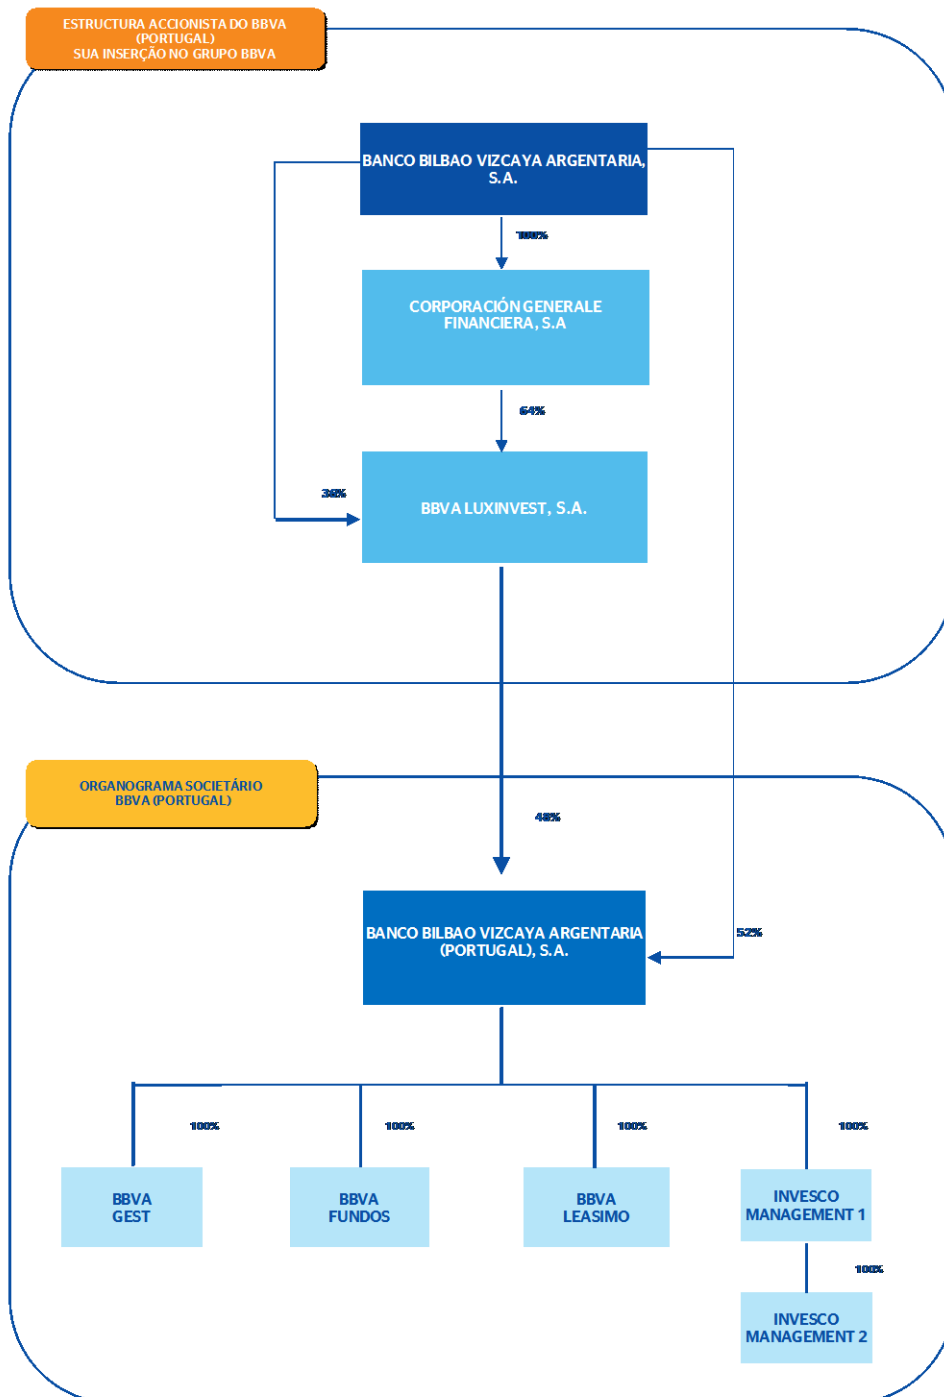 ESTRUCTURA ACCIONISTA DO BBVA
(PORTUGAL)
SUA INSERÇÃO NO GRUPO BBVA
BANCO BILBAO VIZCAYA ARGENTARIA,
S.A.
100%
CORPORACIÓN GENERALE
FINANCIERA, S.A
64%
36%
BBVA LUXINVEST, S.A.
ORGANOGRAMA SOCIETÁRIO
BBVA (PORTUGAL)
48%
BANCO BILBAO VIZCAYA ARGENTARIA
(PORTUGAL), S.A.
52%
100%
100%
100%
100%
BBVA
GEST
BBVA
FUNDOS
BBVA
LEASIMO
INVESCO
MANAGEMENT 1
100%
INVESCO
MANAGEMENT 2